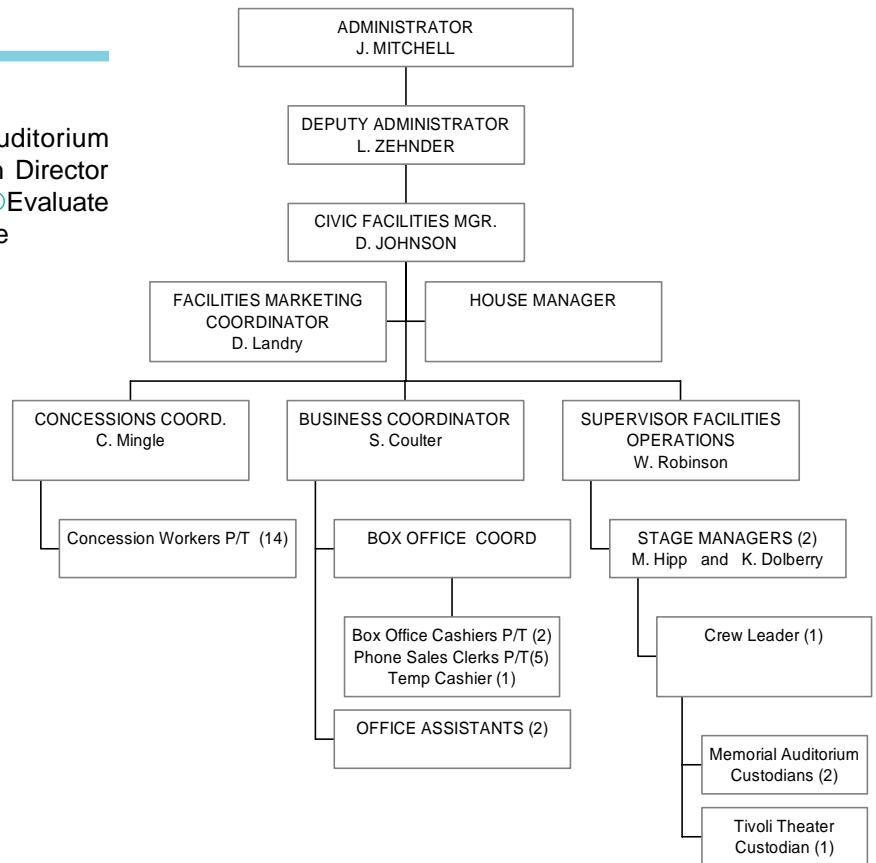 uditorium
Director
Evaluate
ADMINISTRATOR
J. MITCHELL
DEPUTY ADMINISTRATOR
L. ZEHNDER
CIVIC FACILITIES MGR.
D. JOHNSON
FACILITIES MARKETING
COORDINATOR
D. Landry
HOUSE MANAGER
CONCESSIONS COORD.
C. Mingle
BUSINESS COORDINATOR
S. Coulter
SUPERVISOR FACILITIES
OPERATIONS
W. Robinson
Concession Workers P/T (14)
BOX OFFICE COORD
STAGE MANAGERS (2)
M. Hipp and K. Dolberry
Box Office Cashiers P/T (2)
Phone Sales Clerks P/T(5)
Temp Cashier (1)
Crew Leader (1)
OFFICE ASSISTANTS (2)
Memorial Auditorium
Custodians (2)
Tivoli Theater
Custodian (1)